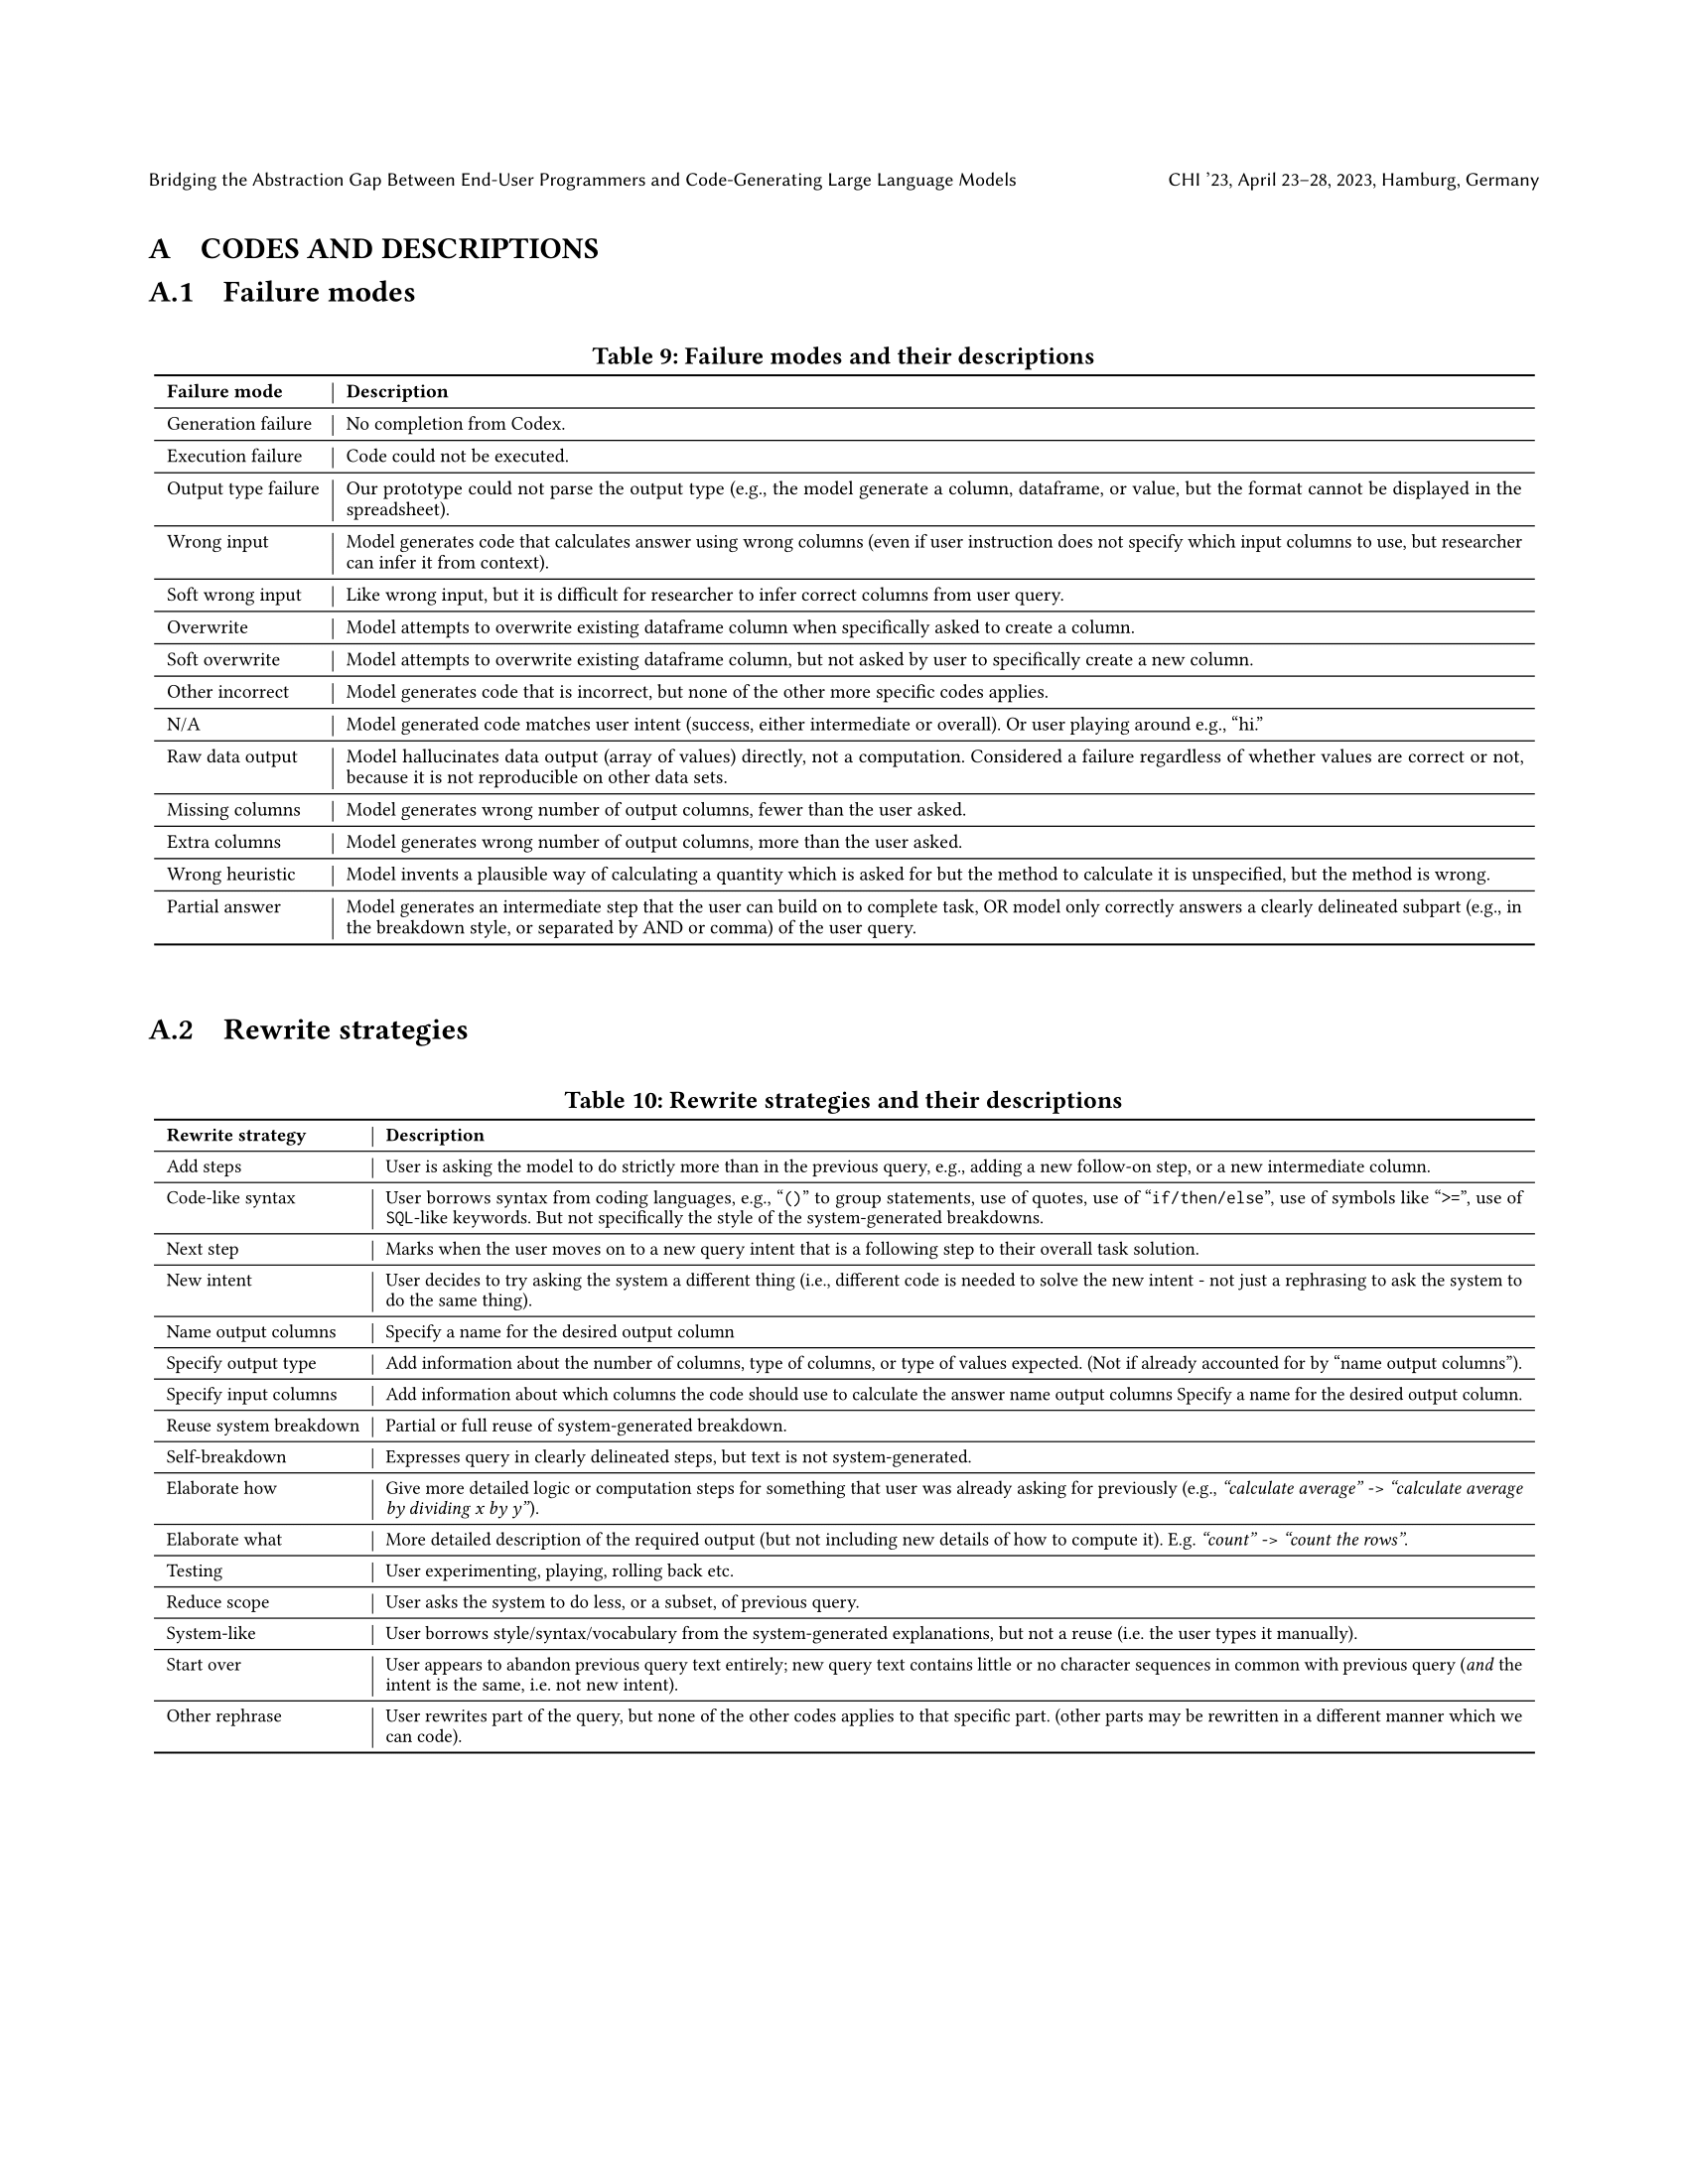 Bridging the Abstraction Gap Between End-User Programmers and Code-Generating Large Language Models CHI ’23, April 23–28, 2023, Hamburg, Germany
A CODES AND DESCRIPTIONS
A.1 Failure modes
Table 9: Failure modes and their descriptions
Failure mode | Description
Generation failure | No completion from Codex.
Execution failure | Code could not be executed.
Output type failure | Our prototype could not parse the output type (e.g., the model generate a column, dataframe, or value, but the format cannot be displayed in the
spreadsheet).
Wrong input | Model generates code that calculates answer using wrong columns (even if user instruction does not specify which input columns to use, but researcher
can infer it from context).
Soft wrong input | Like wrong input, but it is difficult for researcher to infer correct columns from user query.
Overwrite | Model attempts to overwrite existing dataframe column when specifically asked to create a column.
Soft overwrite | Model attempts to overwrite existing dataframe column, but not asked by user to specifically create a new column.
Other incorrect | Model generates code that is incorrect, but none of the other more specific codes applies.
N/A | Model generated code matches user intent (success, either intermediate or overall). Or user playing around e.g., “hi.”
Raw data output | Model hallucinates data output (array of values) directly, not a computation. Considered a failure regardless of whether values are correct or not,
because it is not reproducible on other data sets.
Missing columns | Model generates wrong number of output columns, fewer than the user asked.
Extra columns | Model generates wrong number of output columns, more than the user asked.
Wrong heuristic | Model invents a plausible way of calculating a quantity which is asked for but the method to calculate it is unspecified, but the method is wrong.
Partial answer | Model generates an intermediate step that the user can build on to complete task, OR model only correctly answers a clearly delineated subpart (e.g., in
the breakdown style, or separated by AND or comma) of the user query.
A.2 Rewrite strategies
Table 10: Rewrite strategies and their descriptions
Rewrite strategy | Description
Add steps | User is asking the model to do strictly more than in the previous query, e.g., adding a new follow-on step, or a new intermediate column.
Code-like syntax | User borrows syntax from coding languages, e.g., “()” to group statements, use of quotes, use of “if/then/else”, use of symbols like “>=”, use of
SQL-like keywords. But not specifically the style of the system-generated breakdowns.
Next step | Marks when the user moves on to a new query intent that is a following step to their overall task solution.
New intent | User decides to try asking the system a different thing (i.e., different code is needed to solve the new intent - not just a rephrasing to ask the system to
do the same thing).
Name output columns | Specify a name for the desired output column
Specify output type | Add information about the number of columns, type of columns, or type of values expected. (Not if already accounted for by “name output columns”).
Specify input columns | Add information about which columns the code should use to calculate the answer name output columns Specify a name for the desired output column.
Reuse system breakdown | Partial or full reuse of system-generated breakdown.
Self-breakdown | Expresses query in clearly delineated steps, but text is not system-generated.
Elaborate how | Give more detailed logic or computation steps for something that user was already asking for previously (e.g., “calculate average” -> “calculate average
by dividing x by y”).
Elaborate what | More detailed description of the required output (but not including new details of how to compute it). E.g. “count” -> “count the rows”.
Testing | User experimenting, playing, rolling back etc.
Reduce scope | User asks the system to do less, or a subset, of previous query.
System-like | User borrows style/syntax/vocabulary from the system-generated explanations, but not a reuse (i.e. the user types it manually).
Start over | User appears to abandon previous query text entirely; new query text contains little or no character sequences in common with previous query (and the
intent is the same, i.e. not new intent).
Other rephrase | User rewrites part of the query, but none of the other codes applies to that specific part. (other parts may be rewritten in a different manner which we
can code).